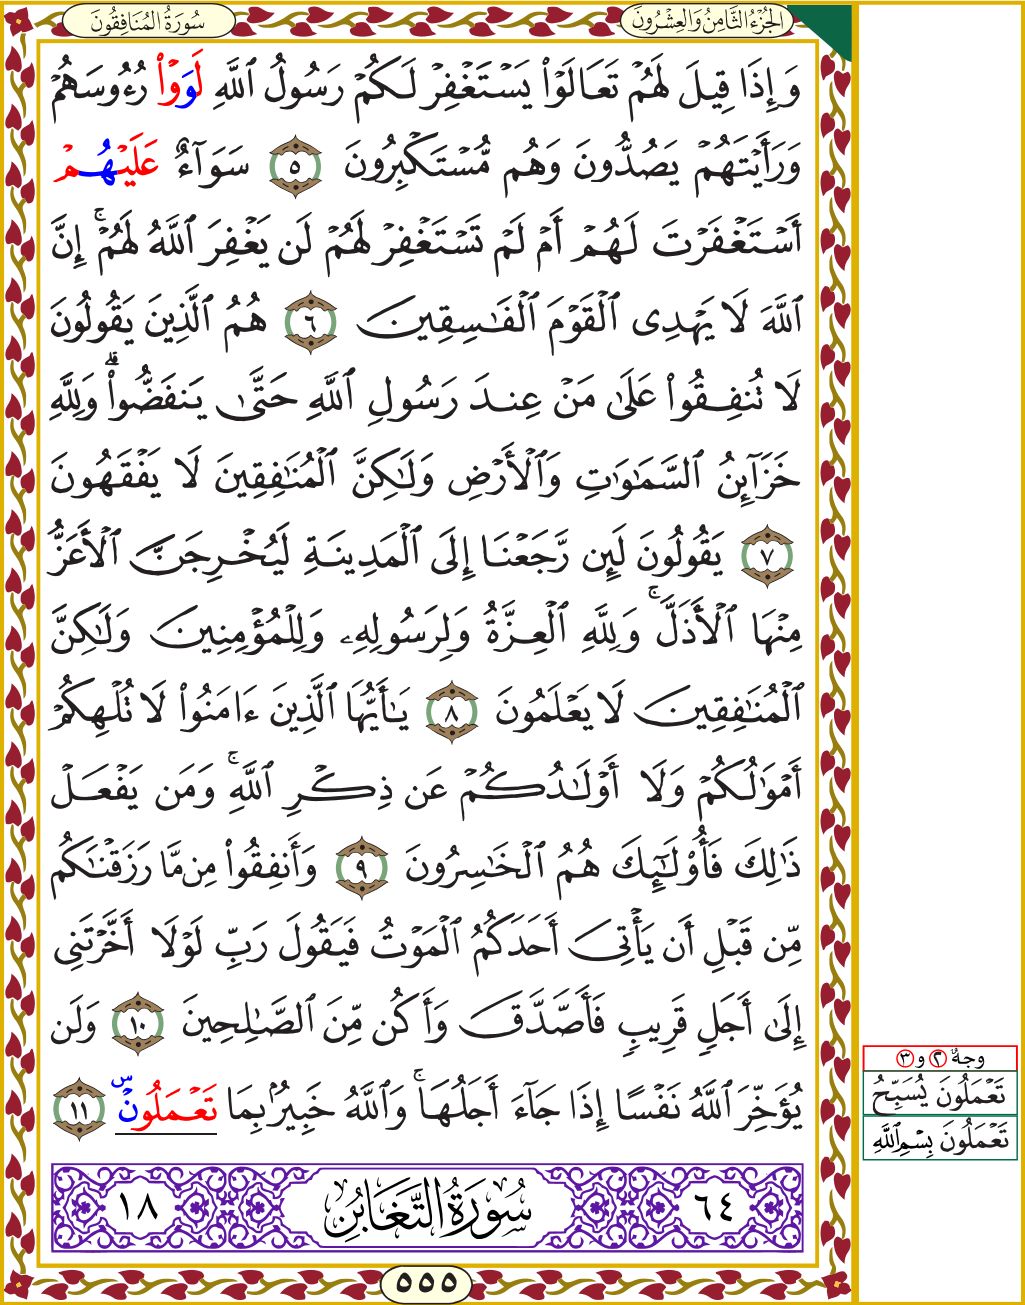 سُورَةُ المُنَافِقُونَ
الجُزْءُ الثَّامِنُ وَالعِشْرُونَ
وَإِذَا قِيلَ لَهُمْ تَعَالَوْا۟ يَسْتَغْفِرْ لَكُمْ رَسُولُ ٱللَّهِ لَوَوْا۟ رُءُوسَهُمْ
وَرَأَيْتَهُمْ يَصُدُّونَ وَهُم مُّسْتَكْبِرُونَ ٥ سَوَآءٌ عَلَيْهُمْ
أَسْتَغْفَرْتَ لَهُمْ أَمْ لَمْ تَسْتَغْفِرْ لَهُمْ لَن يَغْفِرَ ٱللَّهُ لَهُمْ ۚ إِنَّ
ٱللَّهَ لَا يَهْدِى ٱلْقَوْمَ ٱلْفَٰسِقِينَ ٦ هُمُ ٱلَّذِينَ يَقُولُونَ
لَا تُنفِقُوا۟ عَلَىٰ مَنْ عِندَ رَسُولِ ٱللَّهِ حَتَّىٰ يَنفَضُّوا۟ ۗ وَلِلَّهِ
خَزَآئِنُ ٱلسَّمَٰوَٰتِ وَٱلْأَرْضِ وَلَٰكِنَّ ٱلْمُنَٰفِقِينَ لَا يَفْقَهُونَ
٧ يَقُولُونَ لَئِن رَّجَعْنَا إِلَى ٱلْمَدِينَةِ لَيُخْرِجَنَّ ٱلْأَعَزُّ
مِنْهَا ٱلْأَذَلَّ ۚ وَلِلَّهِ ٱلْعِزَّةُ وَلِرَسُولِهِۦ وَلِلْمُؤْمِنِينَ وَلَٰكِنَّ
ٱلْمُنَٰفِقِينَ لَا يَعْلَمُونَ ٨ يَٰأَيُّهَا ٱلَّذِينَ ءَامَنُوا۟ لَا تُلْهِكُمْ
أَمْوَٰلُكُمْ وَلَا أَوْلَٰدُكُمْ عَن ذِكْرِ ٱللَّهِ ۚ وَمَن يَفْعَلْ
ذَٰلِكَ فَأُو۟لَٰٓئِكَ هُمُ ٱلْخَٰسِرُونَ ٩ وَأَنفِقُوا۟ مِن مَّا رَزَقْنَٰكُم
مِّن قَبْلِ أَن يَأْتِىَ أَحَدَكُمُ ٱلْمَوْتُ فَيَقُولَ رَبِّ لَوْلَا أَخَّرْتَنِى
إِلَىٰ أَجَلٍ قَرِيبٍ فَأَصَّدَّقَ وَأَكُن مِّنَ ٱلصَّٰلِحِينَ ١٠ وَلَن
يُؤَخِّرَ ٱللَّهُ نَفْسًا إِذَا جَآءَ أَجَلُهَا ۚ وَٱللَّهُ خَبِيرٌۢ بِمَا تَعْمَلُونَ ۜ ١١
وجهٌ ٢ و ٣
تَعْمَلُونَ يُسَبِّحُ
تَعْمَلُونَ بِسْمِ ٱللَّهِ
٦٤ سُورَةُ التَّغَابُنِ ١٨
٥٥٥